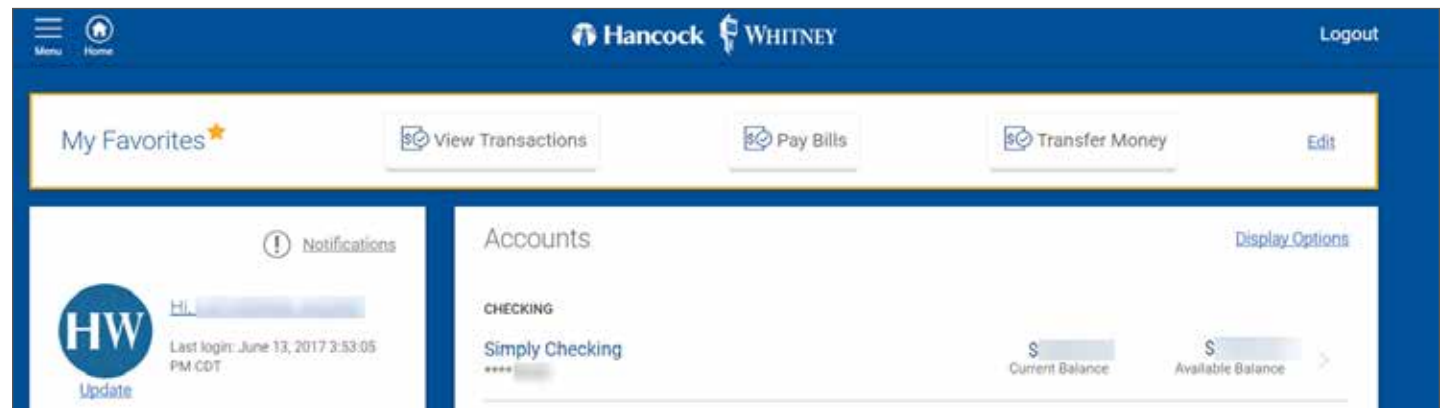 Menu Home Hancock WHITNEY Logout
My Favorites View Transactions Pay Bills Transfer Money Edit
Notifications
Hi,
HW
Last login: June 13, 2017 3:53:05
PM CDT
Update
Accounts Display Options
CHECKING
Simply Checking $ $
**** Current Balance Available Balance